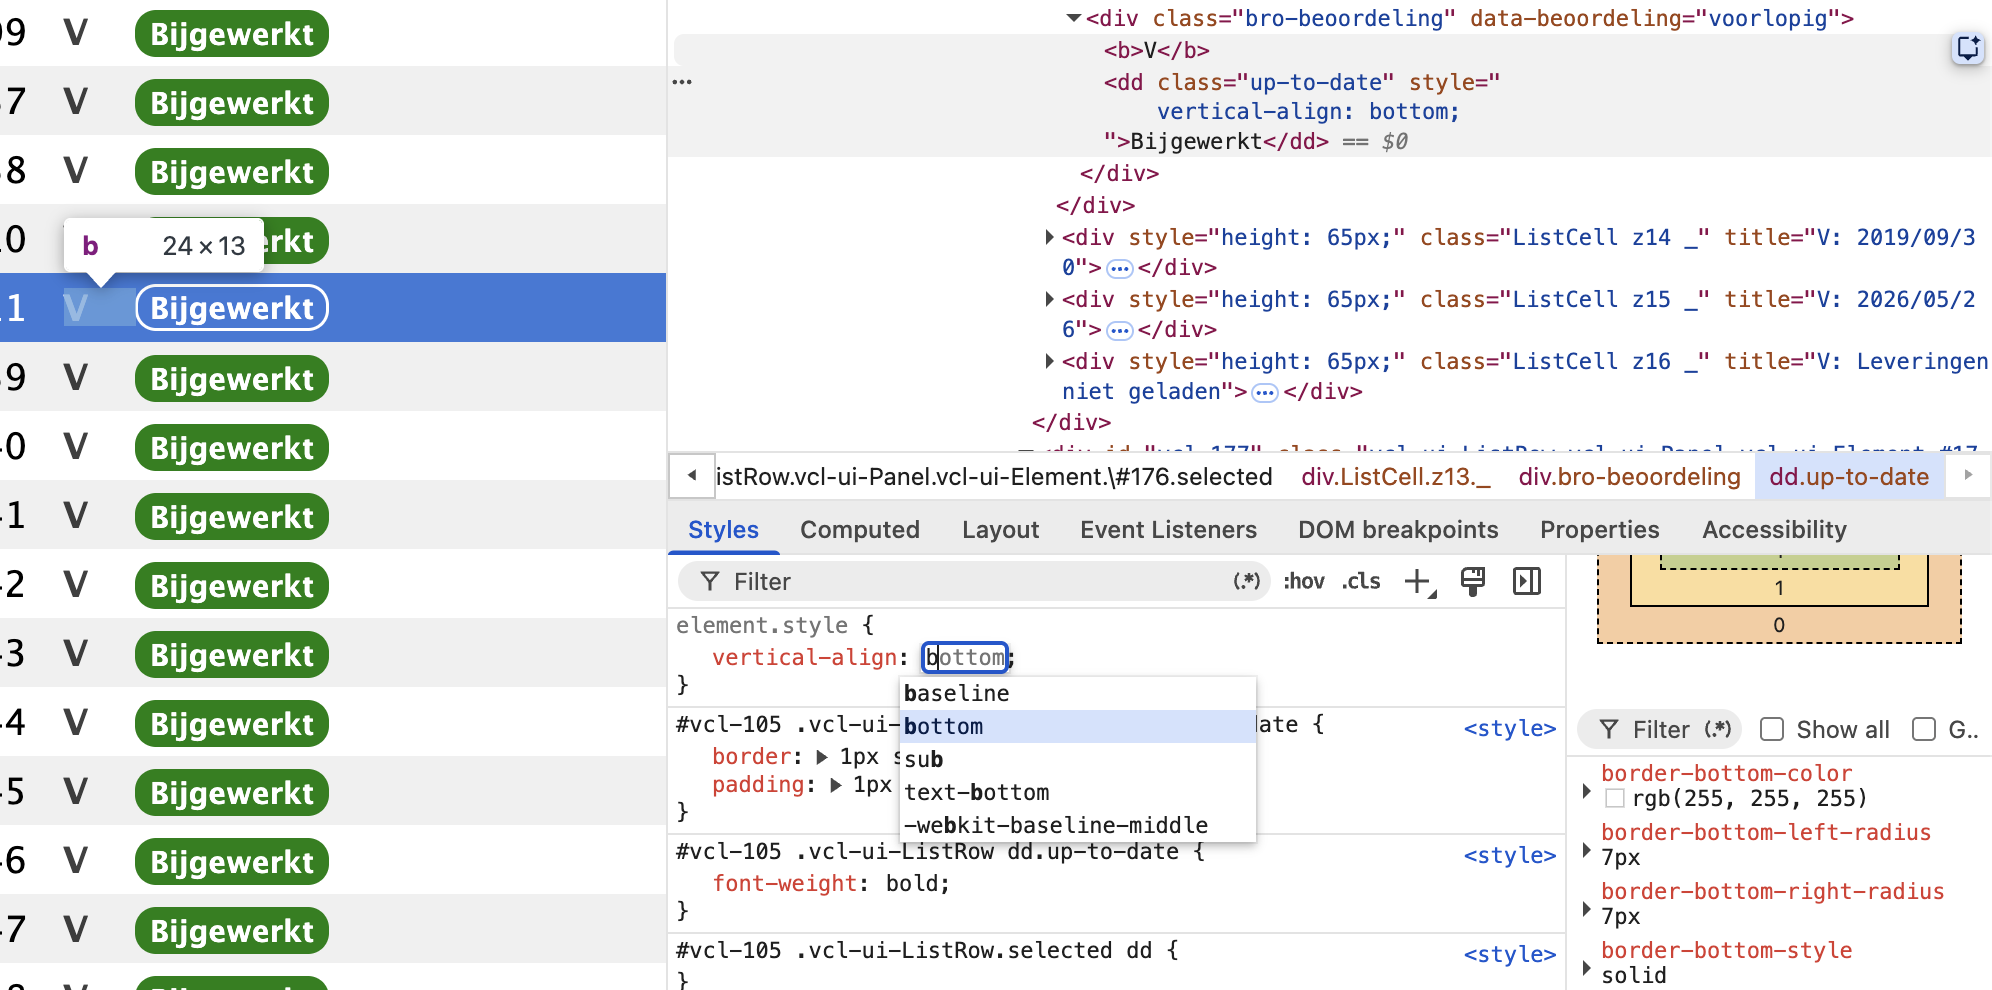 99 V Bijgewerkt
37 V Bijgewerkt
38 V Bijgewerkt
b 24 × 13
1 V Bijgewerkt
9 V Bijgewerkt
0 V Bijgewerkt
1 V Bijgewerkt
2 V Bijgewerkt
3 V Bijgewerkt
4 V Bijgewerkt
5 V Bijgewerkt
6 V Bijgewerkt
7 V Bijgewerkt
<div class="bro-beoordeling" data-beoordeling="voorlopig">
<b>V</b>
<dd class="up-to-date" style="
vertical-align: bottom;
">Bijgewerkt</dd> == $0
</div>
</div>
<div style="height: 65px;" class="ListCell z14 _" title="V: 2019/09/3
0">…</div>
<div style="height: 65px;" class="ListCell z15 _" title="V: 2026/05/2
6">…</div>
<div style="height: 65px;" class="ListCell z16 _" title="V: Leveringen
niet geladen">…</div>
</div>
istRow.vcl-ui-Panel.vcl-ui-Element.\#176.selected div.ListCell.z13._ div.bro-beoordeling dd.up-to-date
Styles Computed Layout Event Listeners DOM breakpoints Properties Accessibility
Filter (.*) :hov .cls
element.style {
vertical-align: bottom;
}
baseline
bottom
sub
text-bottom
-webkit-baseline-middle
#vcl-105 .vcl-ui- date { <style>
border: 1px s
padding: 1px
}
#vcl-105 .vcl-ui-ListRow dd.up-to-date { <style>
font-weight: bold;
}
#vcl-105 .vcl-ui-ListRow.selected dd { <style>
}
1
0
Filter (.*) Show all G..
border-bottom-color
rgb(255, 255, 255)
border-bottom-left-radius
7px
border-bottom-right-radius
7px
border-bottom-style
solid